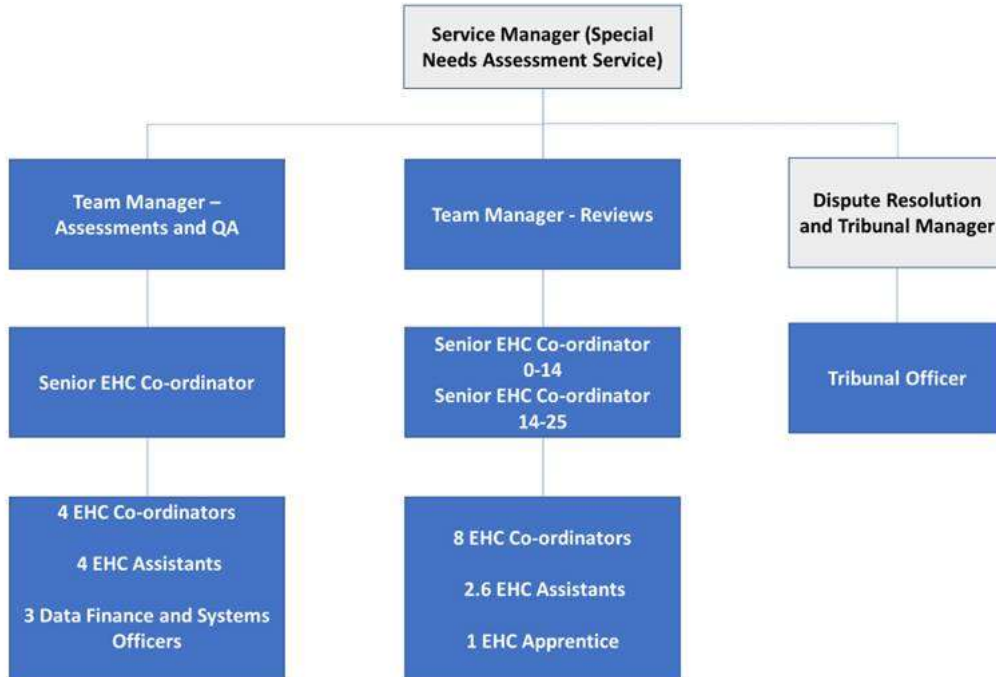 Service Manager (Special
Needs Assessment Service)
Team Manager –
Assessments and QA
Team Manager - Reviews
Dispute Resolution
and Tribunal Manager
Senior EHC Co-ordinator
Senior EHC Co-ordinator
0-14
Senior EHC Co-ordinator
14-25
Tribunal Officer
4 EHC Co-ordinators
4 EHC Assistants
3 Data Finance and Systems
Officers
8 EHC Co-ordinators
2.6 EHC Assistants
1 EHC Apprentice